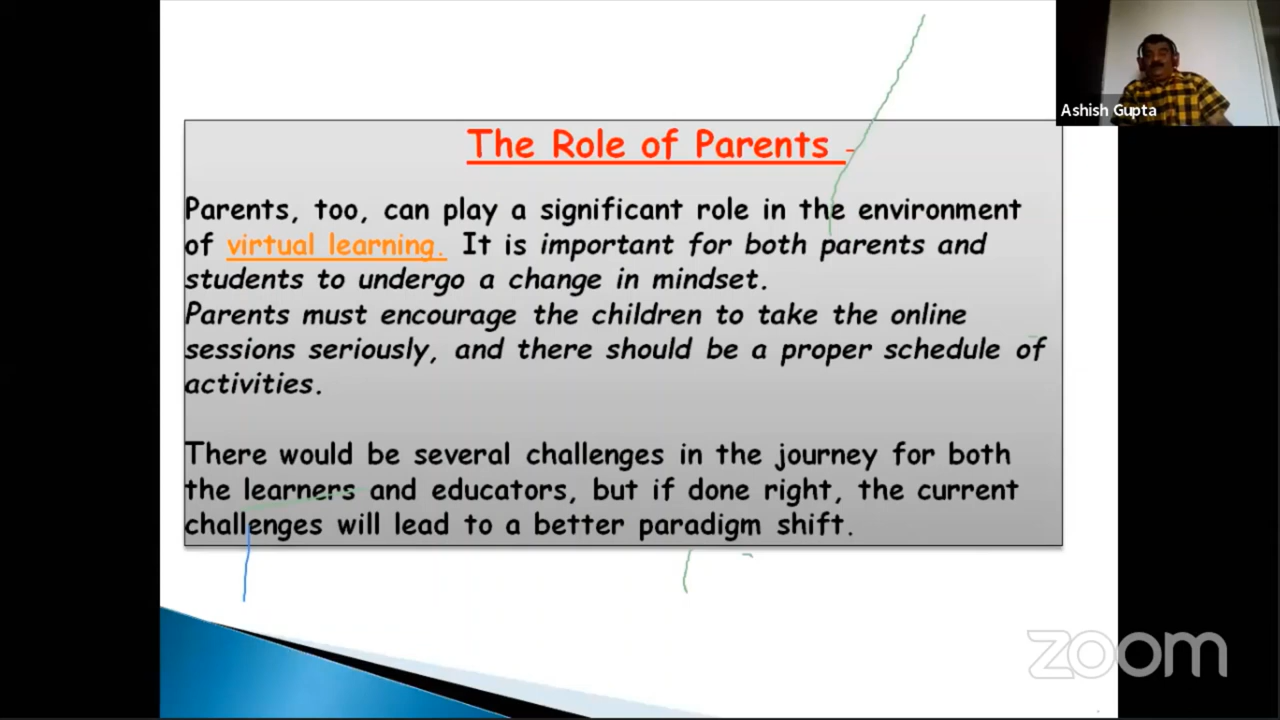 Ashish Gupta
The Role of Parents -
Parents, too, can play a significant role in the environment
of virtual learning. It is important for both parents and
students to undergo a change in mindset.
Parents must encourage the children to take the online
sessions seriously, and there should be a proper schedule of
activities.
There would be several challenges in the journey for both
the learners and educators, but if done right, the current
challenges will lead to a better paradigm shift.
zoom